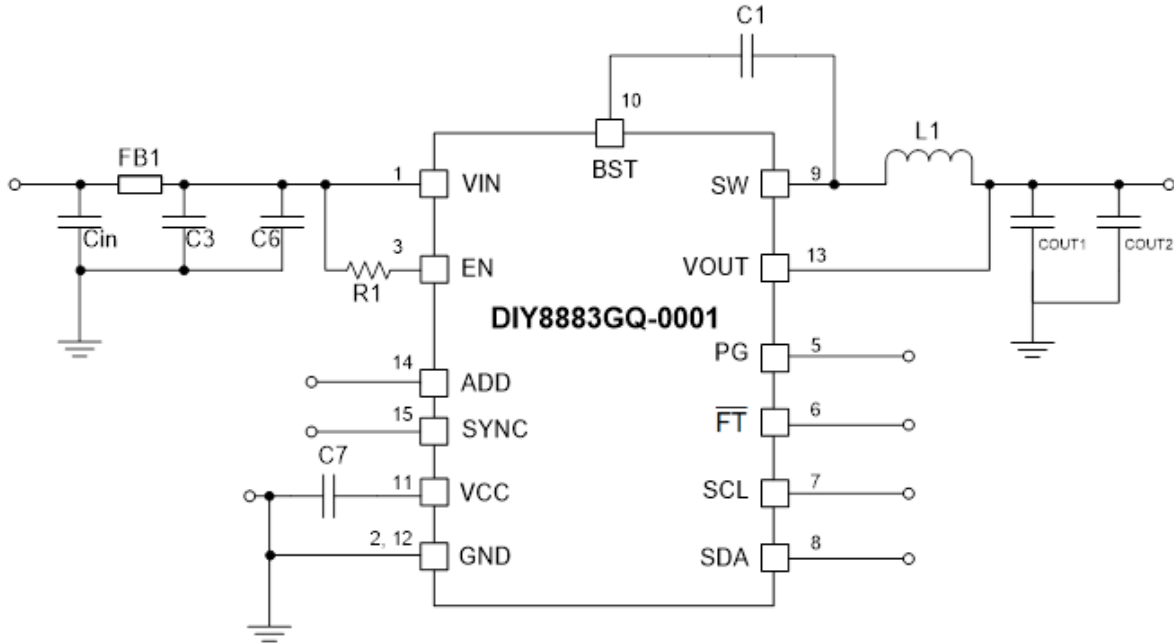 C1
10
BST
L1
FB1
1
VIN
SW
9
Cin
C3
C6
3
EN
R1
VOUT
13
COUT1
COUT2
DIY8883GQ-0001
PG
5
14
ADD
15
SYNC
FT
6
C7
11
VCC
SCL
7
2, 12
GND
SDA
8